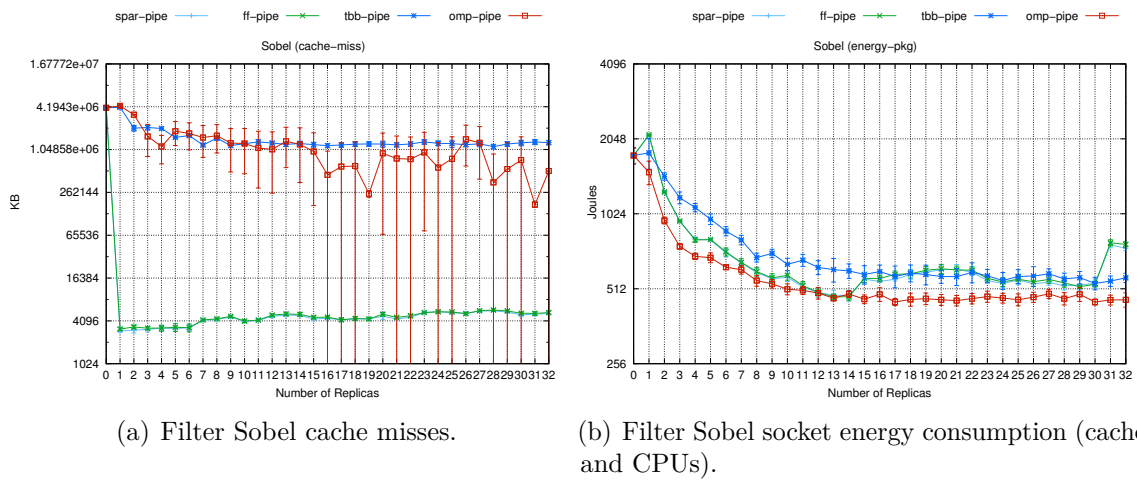 spar-pipe ff-pipe tbb-pipe omp-pipe
Sobel (cache-miss)
1.67772e+07
4.1943e+06
1.04858e+06
262144
65536
16384
4096
1024
KB
0 1 2 3 4 5 6 7 8 9 10 11 12 13 14 15 16 17 18 19 20 21 22 23 24 25 26 27 28 29 30 31 32
Number of Replicas
(a) Filter Sobel cache misses.
spar-pipe ff-pipe tbb-pipe omp-pipe
Sobel (energy-pkg)
4096
2048
1024
512
256
Joules
0 1 2 3 4 5 6 7 8 9 10 11 12 13 14 15 16 17 18 19 20 21 22 23 24 25 26 27 28 29 30 31 32
Number of Replicas
(b) Filter Sobel socket energy consumption (cache
and CPUs).